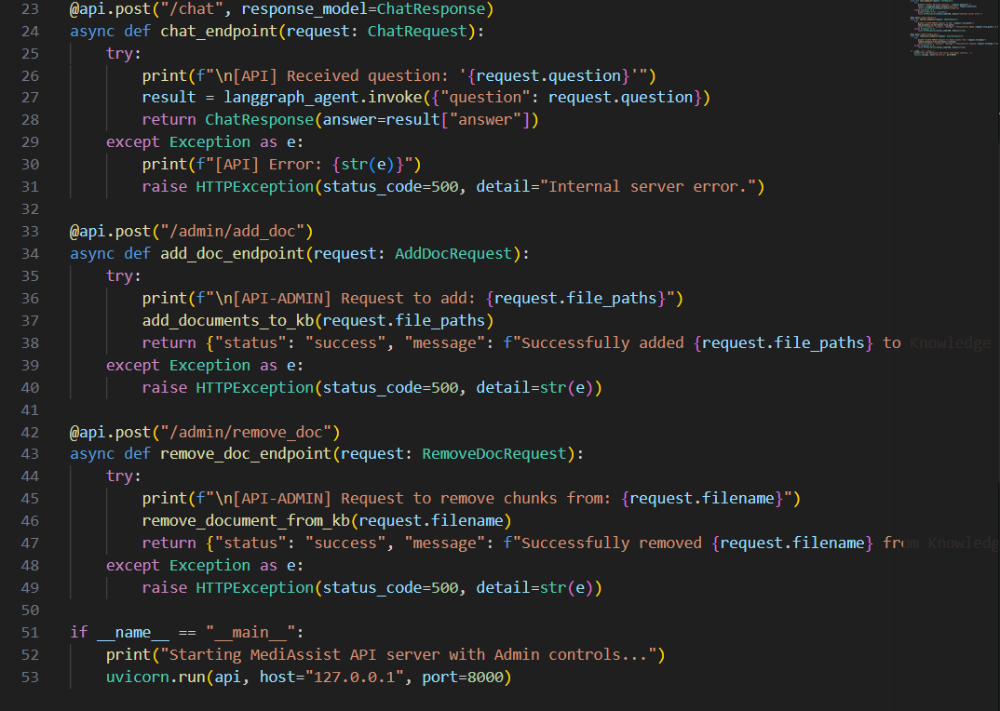 23 @api.post("/chat", response_model=ChatResponse)
24 async def chat_endpoint(request: ChatRequest):
25     try:
26         print(f"\n[API] Received question: '{request.question}'")
27         result = langgraph_agent.invoke({"question": request.question})
28         return ChatResponse(answer=result["answer"])
29     except Exception as e:
30         print(f"[API] Error: {str(e)}")
31         raise HTTPException(status_code=500, detail="Internal server error.")
32
33 @api.post("/admin/add_doc")
34 async def add_doc_endpoint(request: AddDocRequest):
35     try:
36         print(f"\n[API-ADMIN] Request to add: {request.file_paths}")
37         add_documents_to_kb(request.file_paths)
38         return {"status": "success", "message": f"Successfully added {request.file_paths} to Knowledge
39     except Exception as e:
40         raise HTTPException(status_code=500, detail=str(e))
41
42 @api.post("/admin/remove_doc")
43 async def remove_doc_endpoint(request: RemoveDocRequest):
44     try:
45         print(f"\n[API-ADMIN] Request to remove chunks from: {request.filename}")
46         remove_document_from_kb(request.filename)
47         return {"status": "success", "message": f"Successfully removed {request.filename} from Knowledg
48     except Exception as e:
49         raise HTTPException(status_code=500, detail=str(e))
50
51 if __name__ == "__main__":
52     print("Starting MediAssist API server with Admin controls...")
53     uvicorn.run(api, host="127.0.0.1", port=8000)